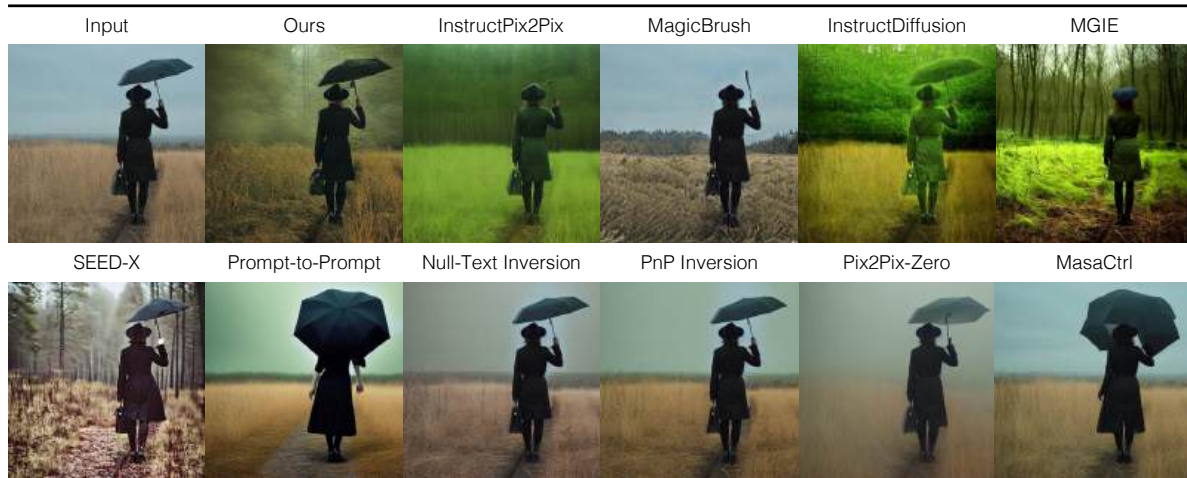 Input Ours InstructPix2Pix MagicBrush InstructDiffusion MGIE
SEED-X Prompt-to-Prompt Null-Text Inversion PnP Inversion Pix2Pix-Zero MasaCtrl